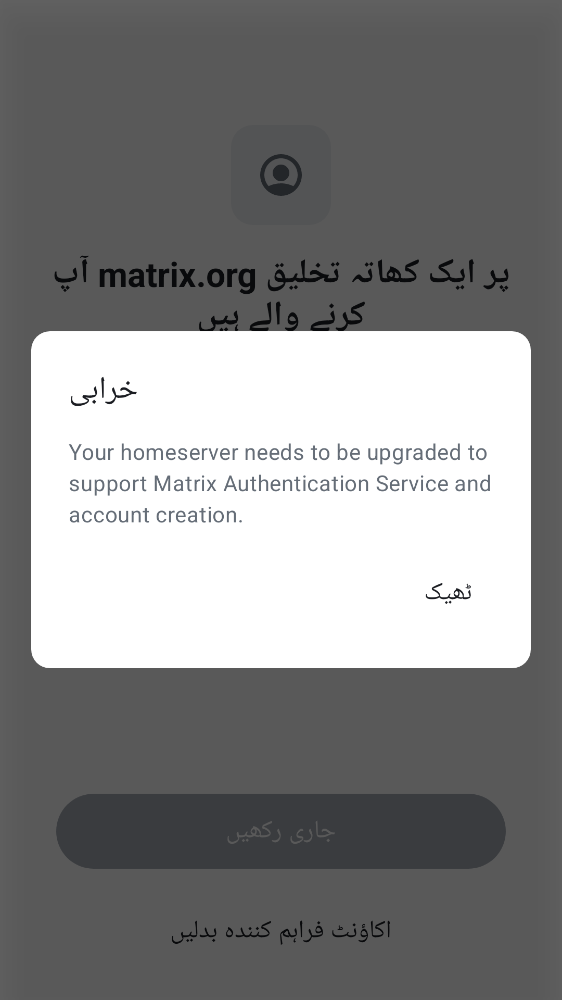 آپ matrix.org پر ایک کھاتہ تخلیق
کرنے والے ہیں
خرابی
Your homeserver needs to be upgraded to
support Matrix Authentication Service and
account creation.
ٹھیک
جاری رکھیں
اکاؤنٹ فراہم کنندہ بدلیں